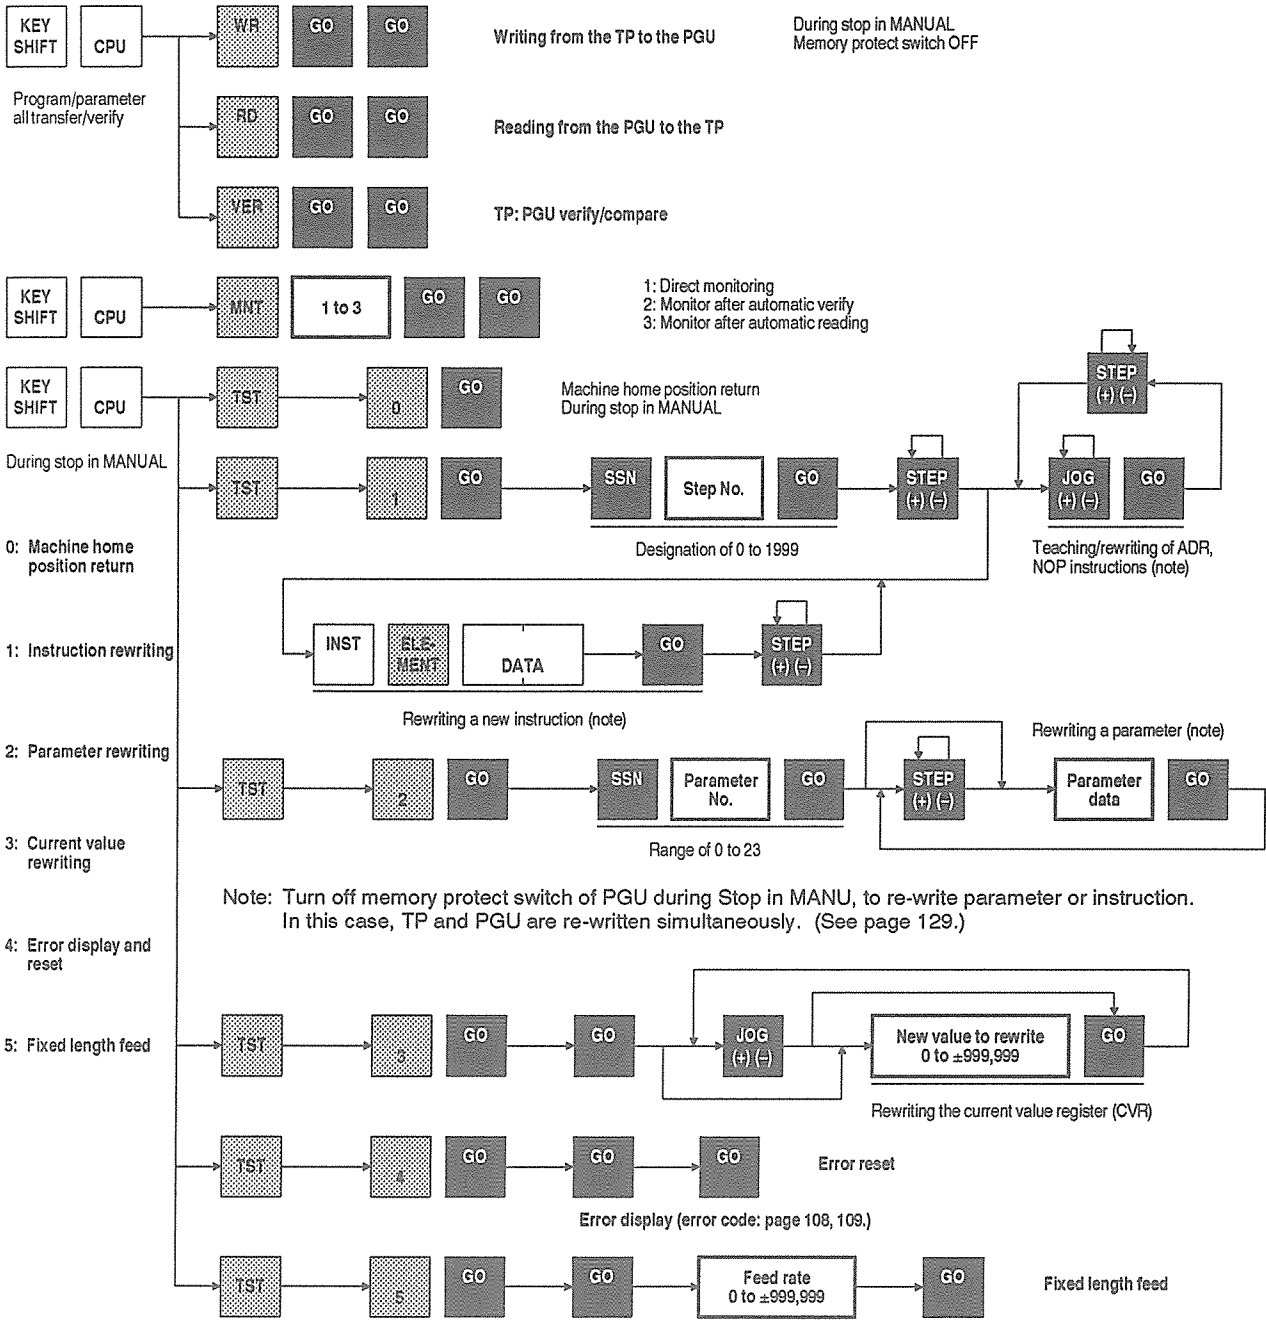 KEY SHIFT CPU WR GO GO Writing from the TP to the PGU During stop in MANUAL
Memory protect switch OFF
Program/parameter
all transfer/verify
RD GO GO Reading from the PGU to the TP
VER GO GO TP: PGU verify/compare
KEY SHIFT CPU MNT 1 to 3 GO GO
1: Direct monitoring
2: Monitor after automatic verify
3: Monitor after automatic reading
KEY SHIFT CPU TST 0 GO
Machine home position return
During stop in MANUAL
STEP
(+) (−)
During stop in MANUAL
TST 1 GO SSN Step No. GO STEP (+) (−) JOG (+) (−) GO
Designation of 0 to 1999
Teaching/rewriting of ADR,
NOP instructions (note)
0: Machine home
position return
1: Instruction rewriting
INST ELE-MENT DATA GO STEP (+) (−)
Rewriting a new instruction (note)
2: Parameter rewriting
Rewriting a parameter (note)
TST 2 GO SSN Parameter No. GO STEP (+) (−) Parameter data GO
Range of 0 to 23
3: Current value
rewriting
Note: Turn off memory protect switch of PGU during Stop in MANU, to re-write parameter or instruction.
In this case, TP and PGU are re-written simultaneously. (See page 129.)
4: Error display and
reset
5: Fixed length feed
TST 3 GO GO JOG (+) (−) New value to rewrite 0 to ±999,999 GO
Rewriting the current value register (CVR)
TST 4 GO GO GO Error reset
Error display (error code: page 108, 109.)
TST 5 GO GO Feed rate 0 to ±999,999 GO Fixed length feed